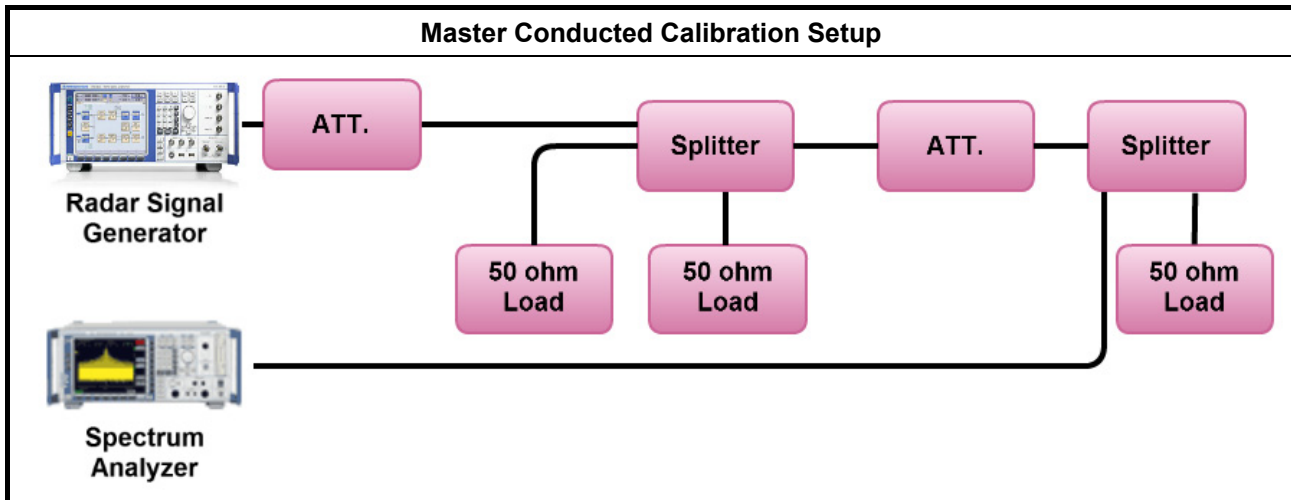 Master Conducted Calibration Setup
ATT.
Splitter
ATT.
Splitter
Radar Signal
Generator
50 ohm
Load
50 ohm
Load
50 ohm
Load
Spectrum
Analyzer